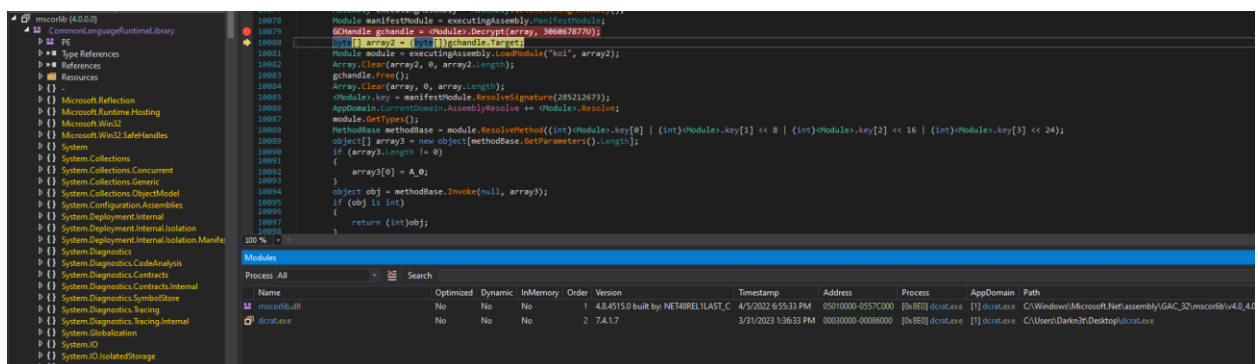 mscorlib (4.0.0.0)
CommonLanguageRuntimeLibrary
PE
Type References
References
Resources
{ } -
{ } Microsoft.Reflection
{ } Microsoft.Runtime.Hosting
{ } Microsoft.Win32
{ } Microsoft.Win32.SafeHandles
{ } System
{ } System.Collections
{ } System.Collections.Concurrent
{ } System.Collections.Generic
{ } System.Collections.ObjectModel
{ } System.Configuration.Assemblies
{ } System.Deployment.Internal
{ } System.Deployment.Internal.Isolation
{ } System.Deployment.Internal.Isolation.Manife
{ } System.Diagnostics
{ } System.Diagnostics.CodeAnalysis
{ } System.Diagnostics.Contracts
{ } System.Diagnostics.Contracts.Internal
{ } System.Diagnostics.SymbolStore
{ } System.Diagnostics.Tracing
{ } System.Diagnostics.Tracing.Internal
{ } System.Globalization
{ } System.IO
{ } System.IO.IsolatedStorage
10078 Module manifestModule = executingAssembly.ManifestModule;
10079 GCHandle gchandle = <Module>.Decrypt(array, 306067877U);
10080 byte[] array2 = (byte[])gchandle.Target;
10081 Module module = executingAssembly.LoadModule("koi", array2);
10082 Array.Clear(array2, 0, array2.Length);
10083 gchandle.Free();
10084 Array.Clear(array, 0, array.Length);
10085 <Module>.key = manifestModule.ResolveSignature(285212673);
10086 AppDomain.CurrentDomain.AssemblyResolve += <Module>.Resolve;
10087 module.GetTypes();
10088 MethodBase methodBase = module.ResolveMethod((int)<Module>.key[0] | (int)<Module>.key[1] << 8 | (int)<Module>.key[2] << 16 | (int)<Module>.key[3] << 24);
10089 object[] array3 = new object[methodBase.GetParameters().Length];
10090 if (array3.Length != 0)
10091 {
10092 array3[0] = A_0;
10093 }
10094 object obj = methodBase.Invoke(null, array3);
10095 if (obj is int)
10096 {
10097 return (int)obj;
10098 }
100 %
Modules
Process All Search
Name Optimized Dynamic InMemory Order Version Timestamp Address Process AppDomain Path
mscorlib.dll No No No 1 4.8.4515.0 built by: NET48REL1LAST_C 4/5/2022 6:55:33 PM 05010000-0557C000 [0x8E0] dcrat.exe [1] dcrat.exe C:\Windows\Microsoft.Net\assembly\GAC_32\mscorlib\v4.0_4.0
dcrat.exe No No No 2 7.4.1.7 3/31/2023 1:36:33 PM 00030000-00086000 [0x8E0] dcrat.exe [1] dcrat.exe C:\Users\Darkn3t\Desktop\dcrat.exe